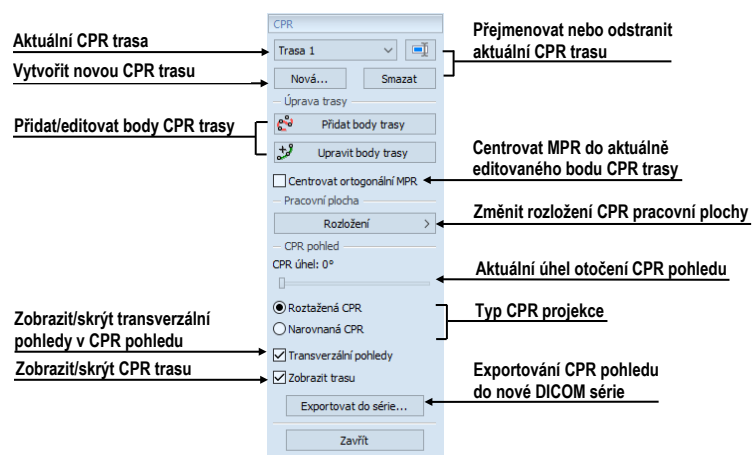 CPR
Aktuální CPR trasa
Trasa 1
Přejmenovat nebo odstranit
aktuální CPR trasu
Vytvořit novou CPR trasu
Nová...
Smazat
Úprava trasy
Přidat/editovat body CPR trasy
Přidat body trasy
Upravit body trasy
Centrovat MPR do aktuálně
editovaného bodu CPR trasy
Centrovat ortogonální MPR
Pracovní plocha
Rozložení
Změnit rozložení CPR pracovní plochy
CPR pohled
CPR úhel: 0°
Aktuální úhel otočení CPR pohledu
Roztažená CPR
Typ CPR projekce
Narovnaná CPR
Zobrazit/skrýt transverzální
pohledy v CPR pohledu
Transverzální pohledy
Zobrazit/skrýt CPR trasu
Zobrazit trasu
Exportování CPR pohledu
do nové DICOM série
Exportovat do série...
Zavřít